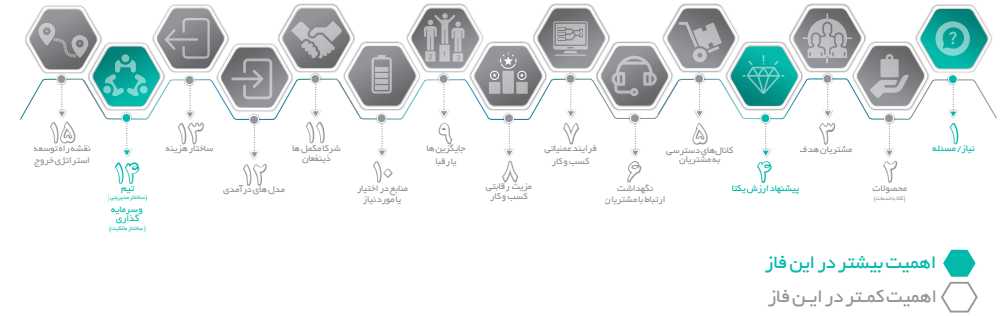 ?
۱
نیاز/ مسئله
۲
محصولات
(کالا یا خدمات)
۳
مشتریان هدف
۴
پیشنهاد ارزش یکتا
۵
کانال‌های دسترسی
به مشتریان
۶
نگهداشت
ارتباط با مشتریان
۷
فرایند عملیاتی
کسب و کار
۸
مزیت رقابتی
کسب و کار
2 1 3
۹
جایگزین ها
یا رقبا
۱۰
منابع در اختیار
یا مورد نیاز
۱۱
شرکا مکمل ها
ذینفعان
۱۲
مدل های درآمدی
۱۳
ساختار هزینه
۱۴
تیم
(ساختار مدیریتی)
و سرمایه
گذاری
(ساختار مالکیت)
۱۵
نقشه راه توسعه
استراتژی خروج
اهمیت بیشتر در این فاز
اهمیت کمتر در این فاز